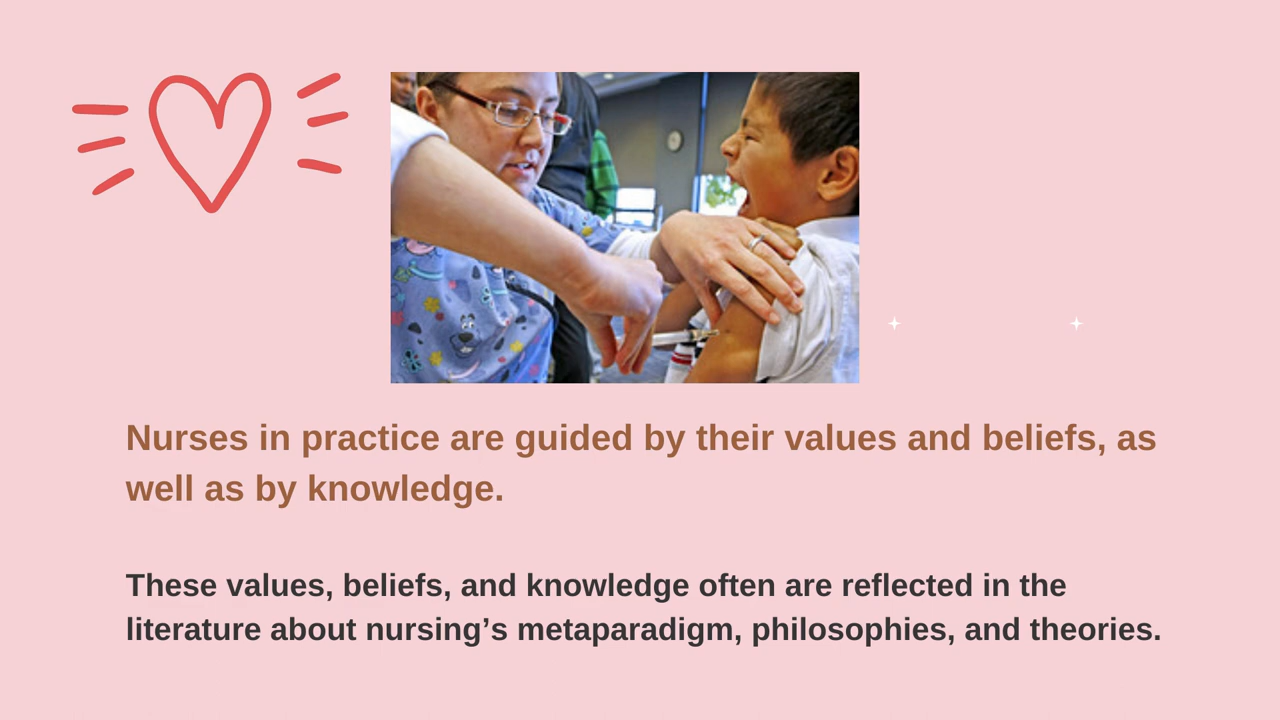 Nurses in practice are guided by their values and beliefs, as
well as by knowledge.
These values, beliefs, and knowledge often are reflected in the
literature about nursing’s metaparadigm, philosophies, and theories.